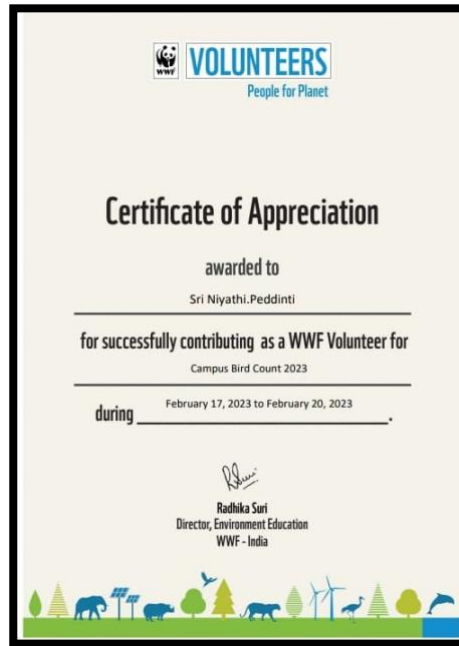 WWF
VOLUNTEERS
People for Planet
Certificate of Appreciation
awarded to
Sri Niyathi.Peddinti
for successfully contributing as a WWF Volunteer for
Campus Bird Count 2023
during February 17, 2023 to February 20, 2023.
Radhika Suri
Director, Environment Education
WWF - India